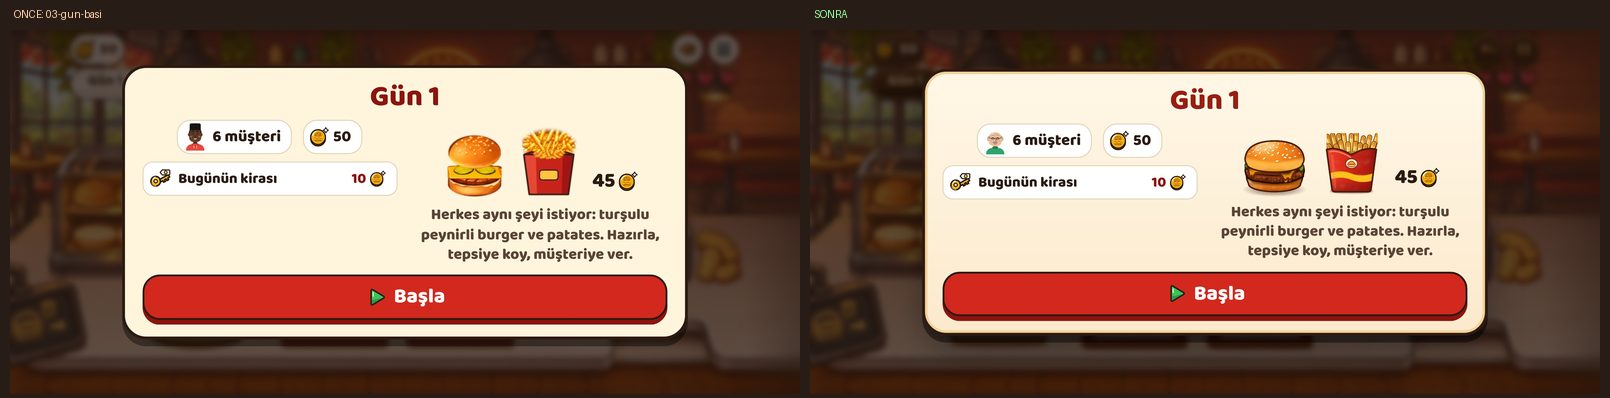 ONCE: 03-gun-basi
Gün 1
6 müşteri
50
Bugünün kirası
10
45
Herkes aynı şeyi istiyor: turşulu
peynirli burger ve patates. Hazırla,
tepsiye koy, müşteriye ver.
Başla
SONRA
Gün 1
6 müşteri
50
Bugünün kirası
10
45
Herkes aynı şeyi istiyor: turşulu
peynirli burger ve patates. Hazırla,
tepsiye koy, müşteriye ver.
Başla